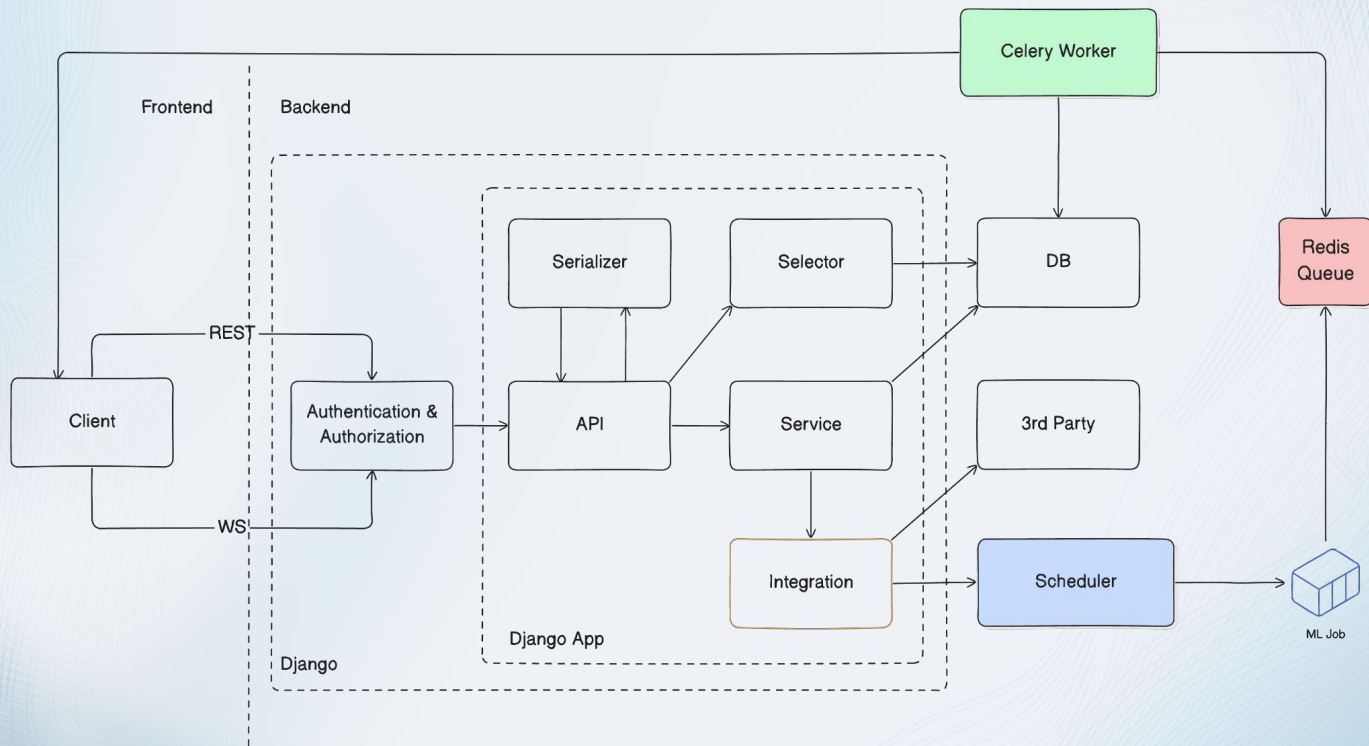 Celery Worker
Frontend
Backend
Serializer
Selector
DB
Redis
Queue
REST
Client
Authentication &
Authorization
API
Service
3rd Party
WS
Integration
Scheduler
ML Job
Django App
Django